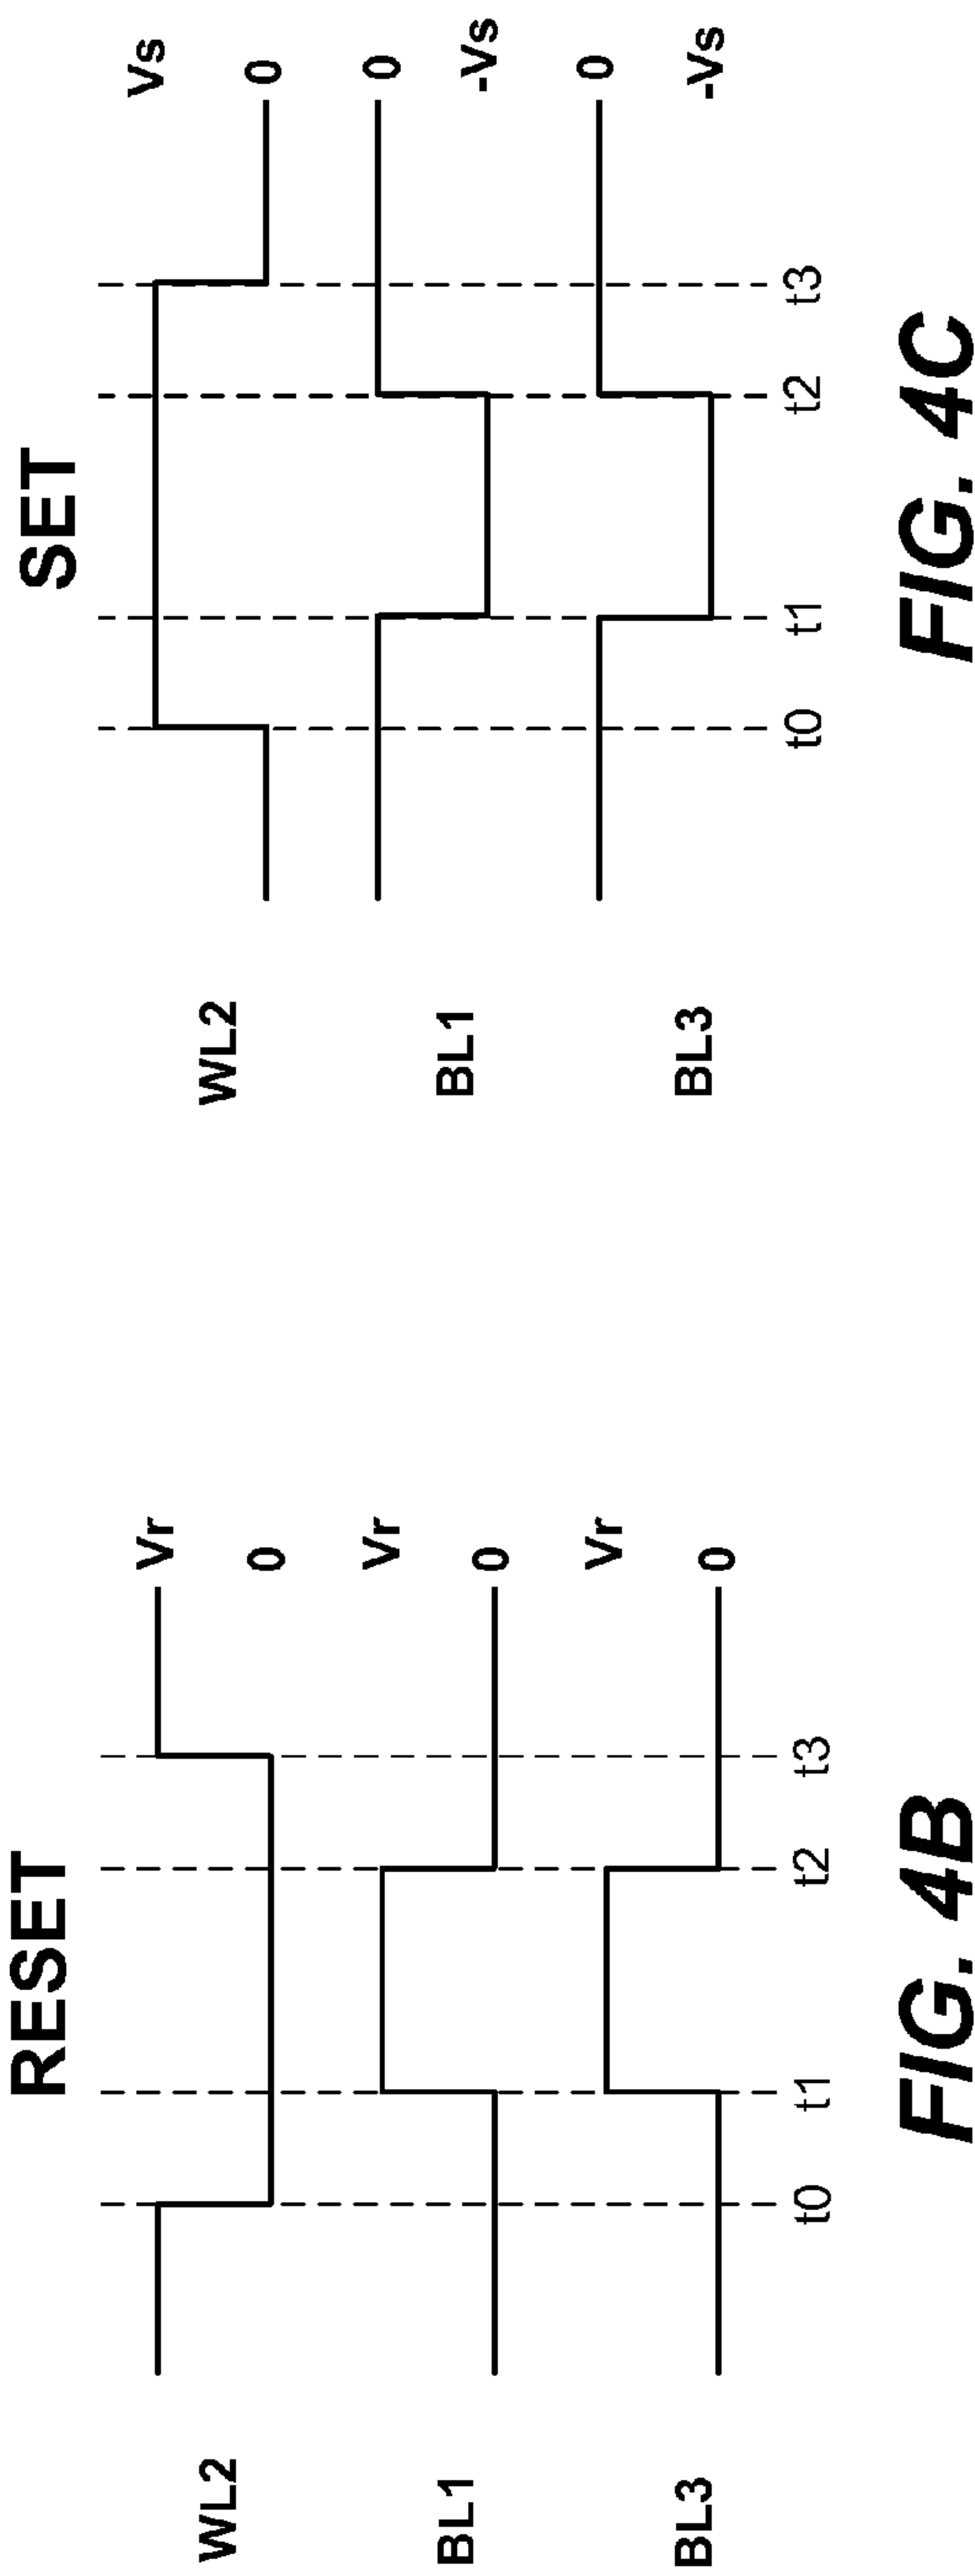 RESET
WL2
Vr
0
BL1
Vr
0
BL3
Vr
0
t0 t1 t2 t3
FIG. 4B
SET
WL2
Vs
0
BL1
0
-Vs
BL3
0
-Vs
t0 t1 t2 t3
FIG. 4C